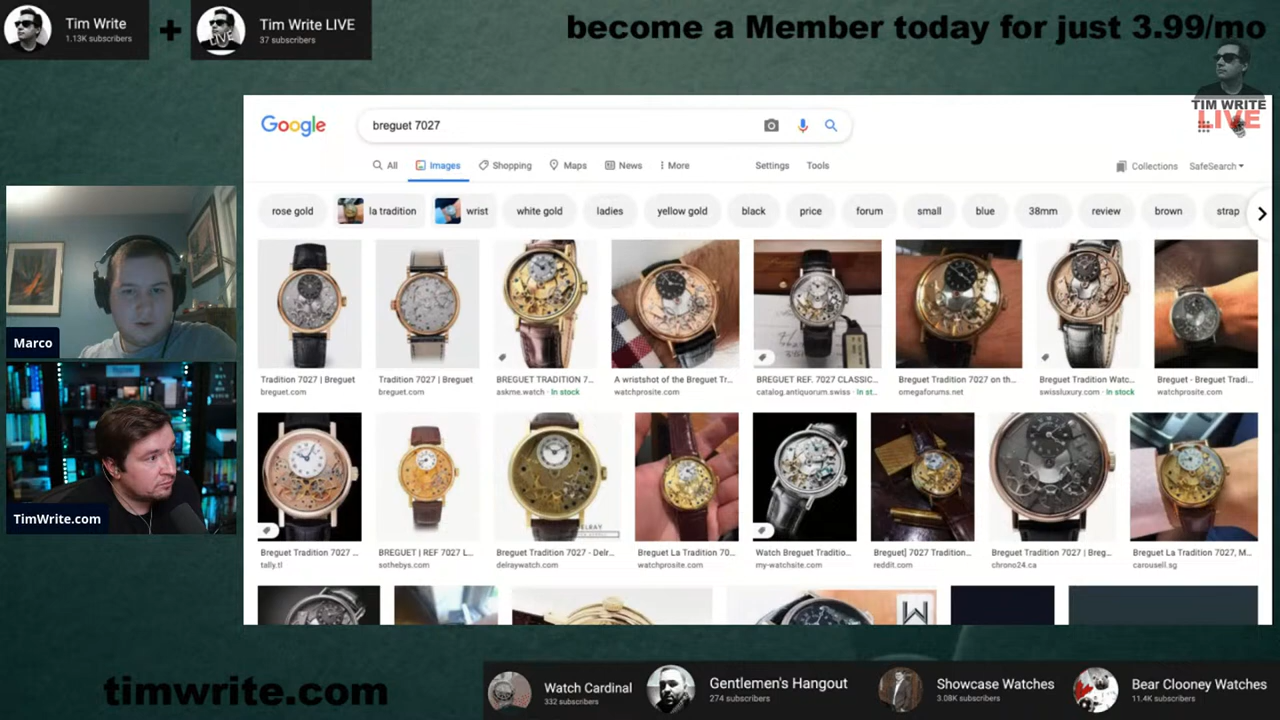 Tim Write
1.13K subscribers
+
Tim Write LIVE
37 subscribers
become a Member today for just 3.99/mo
TIM WRITE
LIVE
Google
breguet 7027
All
Images
Shopping
Maps
News
More
Settings
Tools
Collections
SafeSearch
rose gold
la tradition
wrist
white gold
ladies
yellow gold
black
price
forum
small
blue
38mm
review
brown
strap
Tradition 7027 | Breguet
breguet.com
Tradition 7027 | Breguet
breguet.com
BREGUET TRADITION 7...
askme.watch · In stock
A wristshot of the Breguet Tr...
watchprosite.com
BREGUET REF. 7027 CLASSIC...
catalog.antiquorum.swiss · In st...
Breguet Tradition 7027 on th...
omegaforums.net
Breguet Tradition Watc...
swissluxury.com · In stock
Breguet - Breguet Tradi...
watchprosite.com
Breguet Tradition 7027 ...
tally.tl
BREGUET | REF 7027 L...
sothebys.com
Breguet Tradition 7027 - Delr...
delraywatch.com
Breguet La Tradition 70...
watchprosite.com
Watch Breguet Traditio...
my-watchsite.com
Breguet] 7027 Tradition...
reddit.com
Breguet Tradition 7027 | Breg...
chrono24.ca
Breguet La Tradition 7027, M...
carousell.sg
Marco
TimWrite.com
timwrite.com
Watch Cardinal
332 subscribers
Gentlemen's Hangout
274 subscribers
Showcase Watches
3.08K subscribers
Bear Clooney Watches
11.4K subscribers